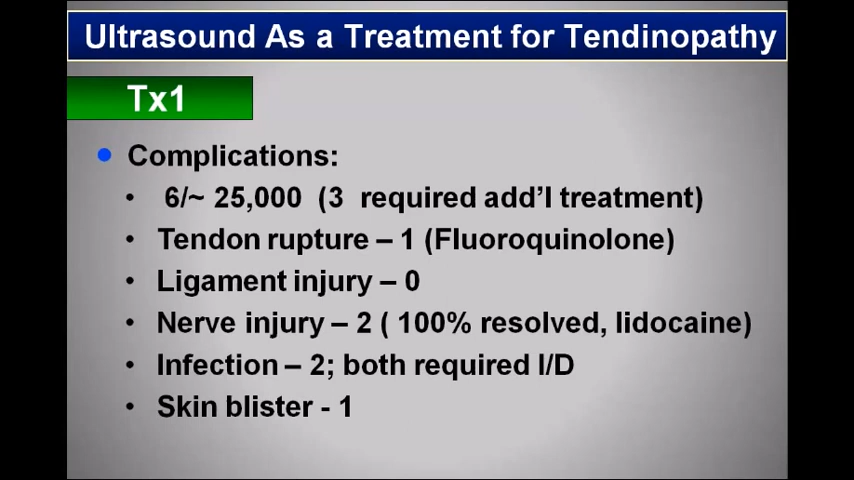 Ultrasound As a Treatment for Tendinopathy
Tx1
• Complications:
• 6/~ 25,000 (3 required add’l treatment)
• Tendon rupture – 1 (Fluoroquinolone)
• Ligament injury – 0
• Nerve injury – 2 ( 100% resolved, lidocaine)
• Infection – 2; both required I/D
• Skin blister - 1